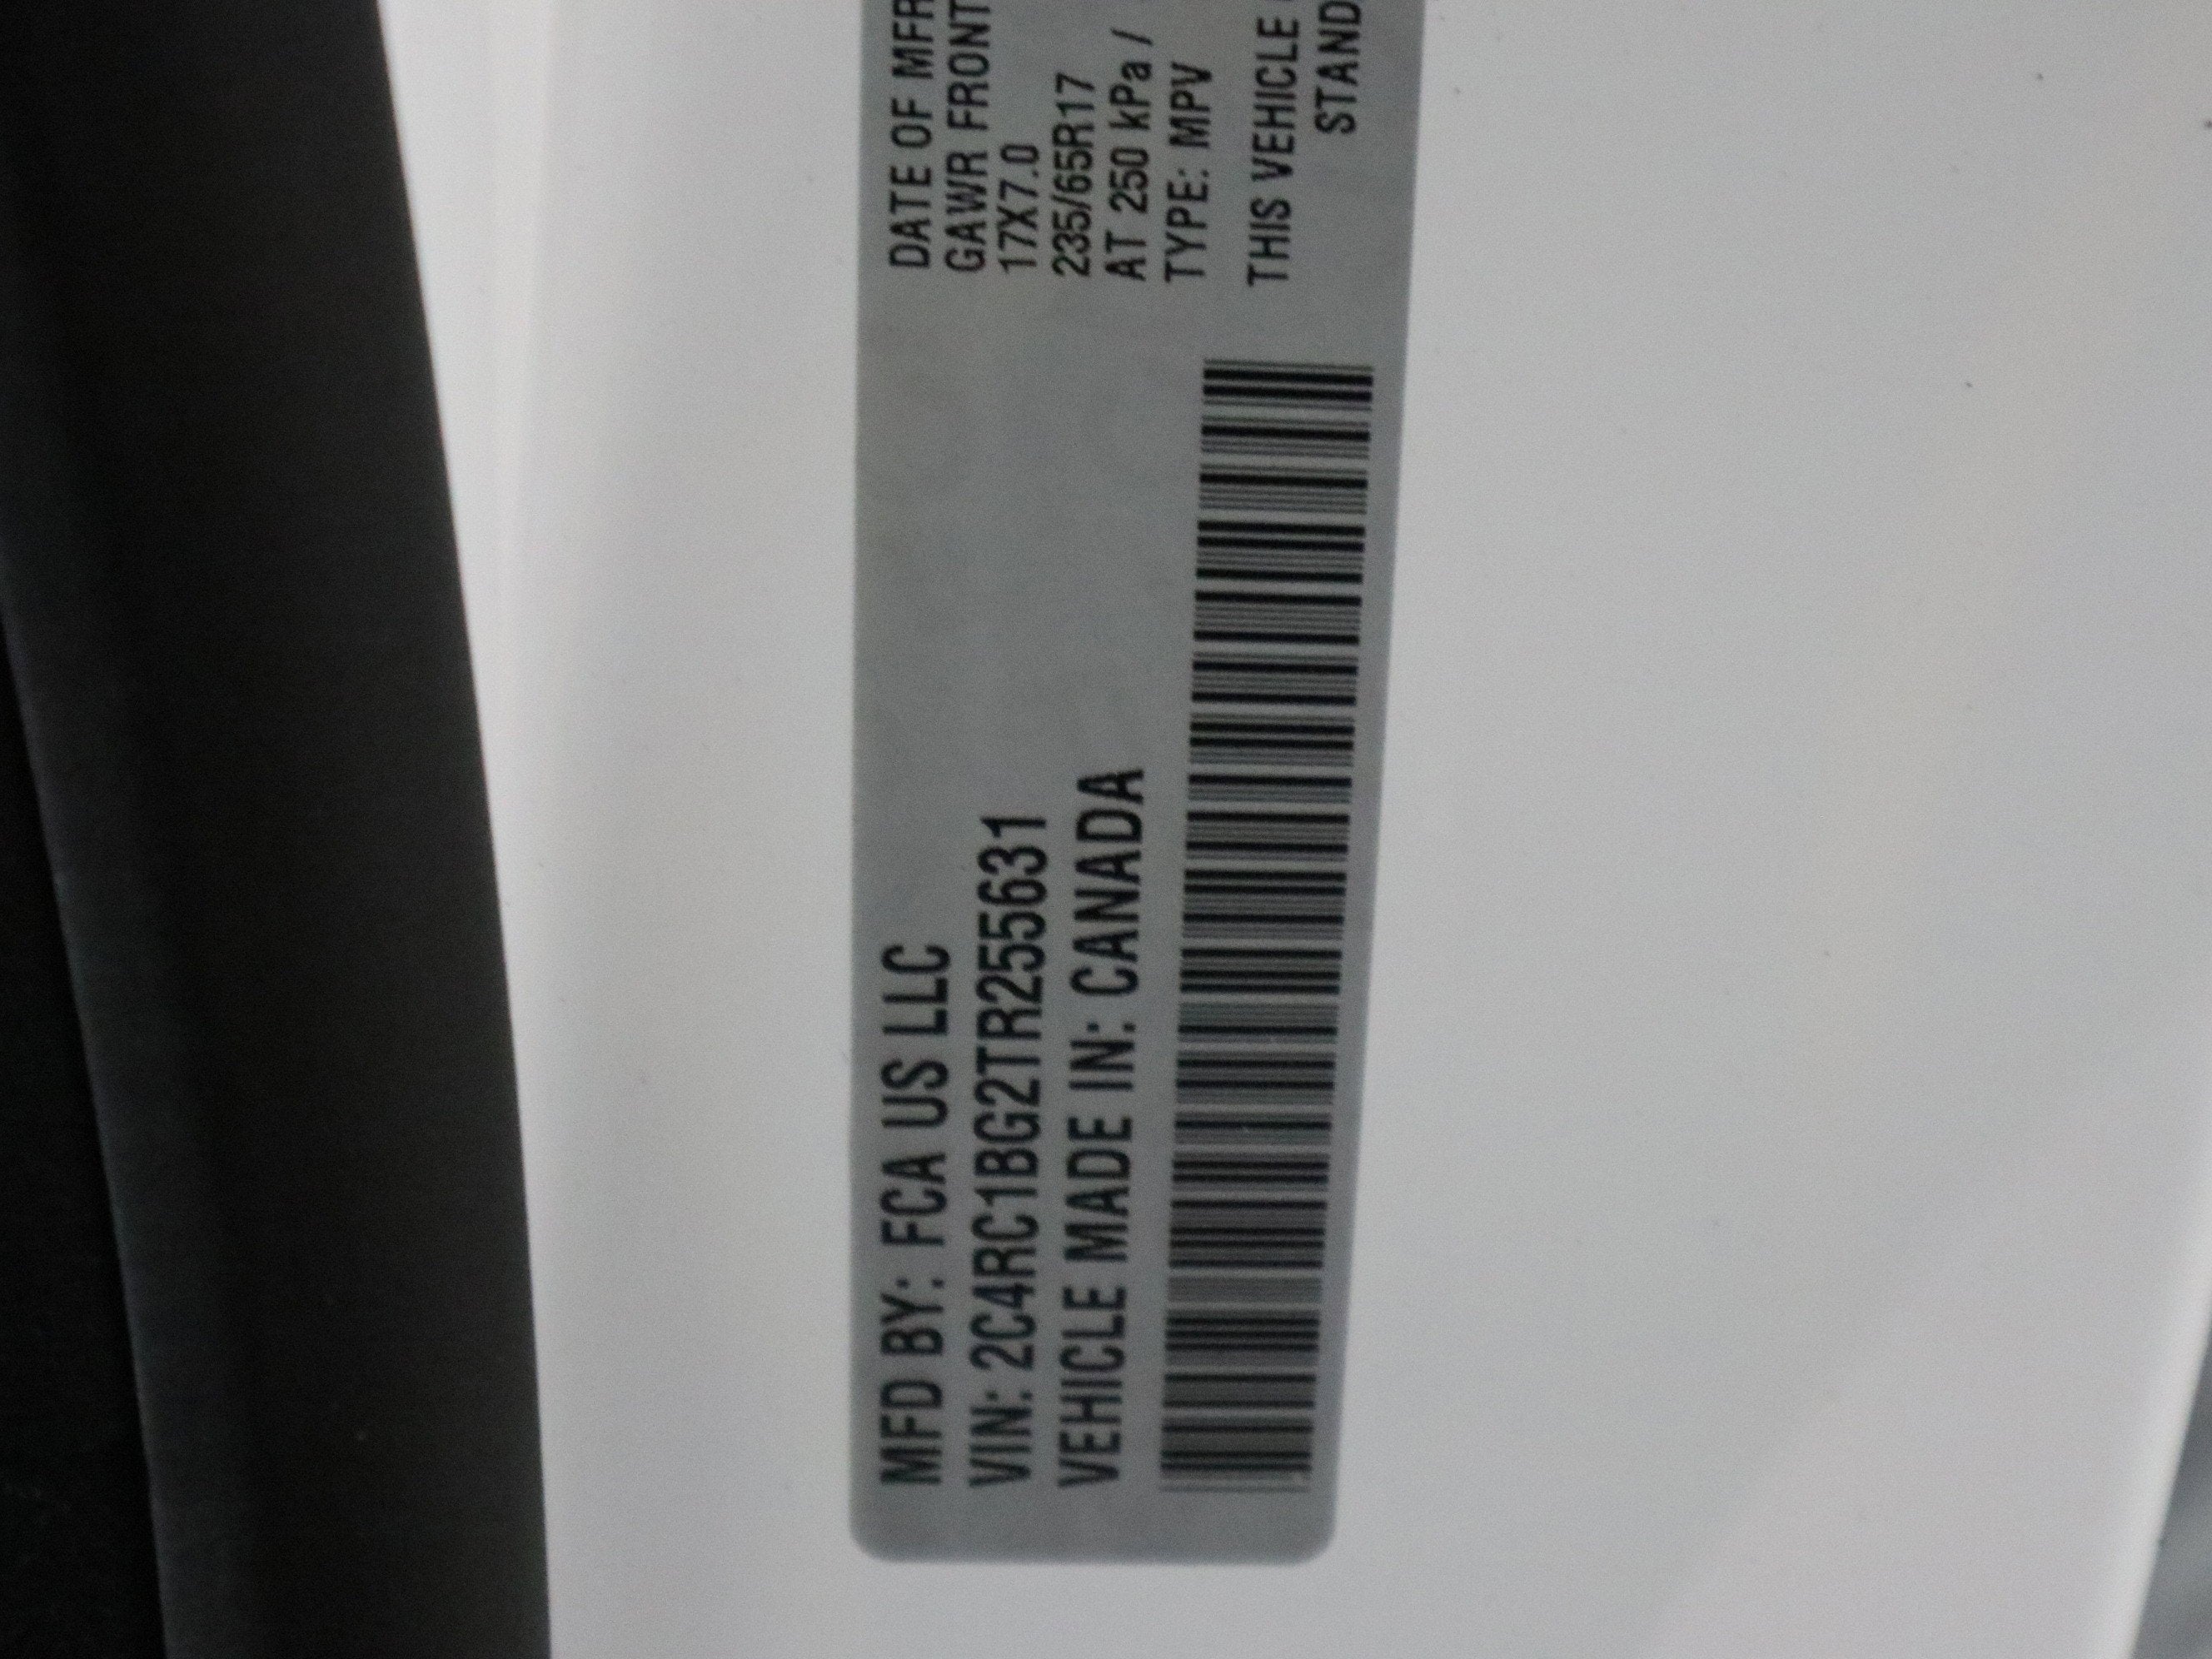 MFD BY: FCA US LLC
VIN: 2C4RC1BG2TR255631
VEHICLE MADE IN: CANADA
DATE OF MFR
GAWR FRONT
17X7.0
235/65R17
AT 250 kPa /
TYPE: MPV
THIS VEHICLE
STAND